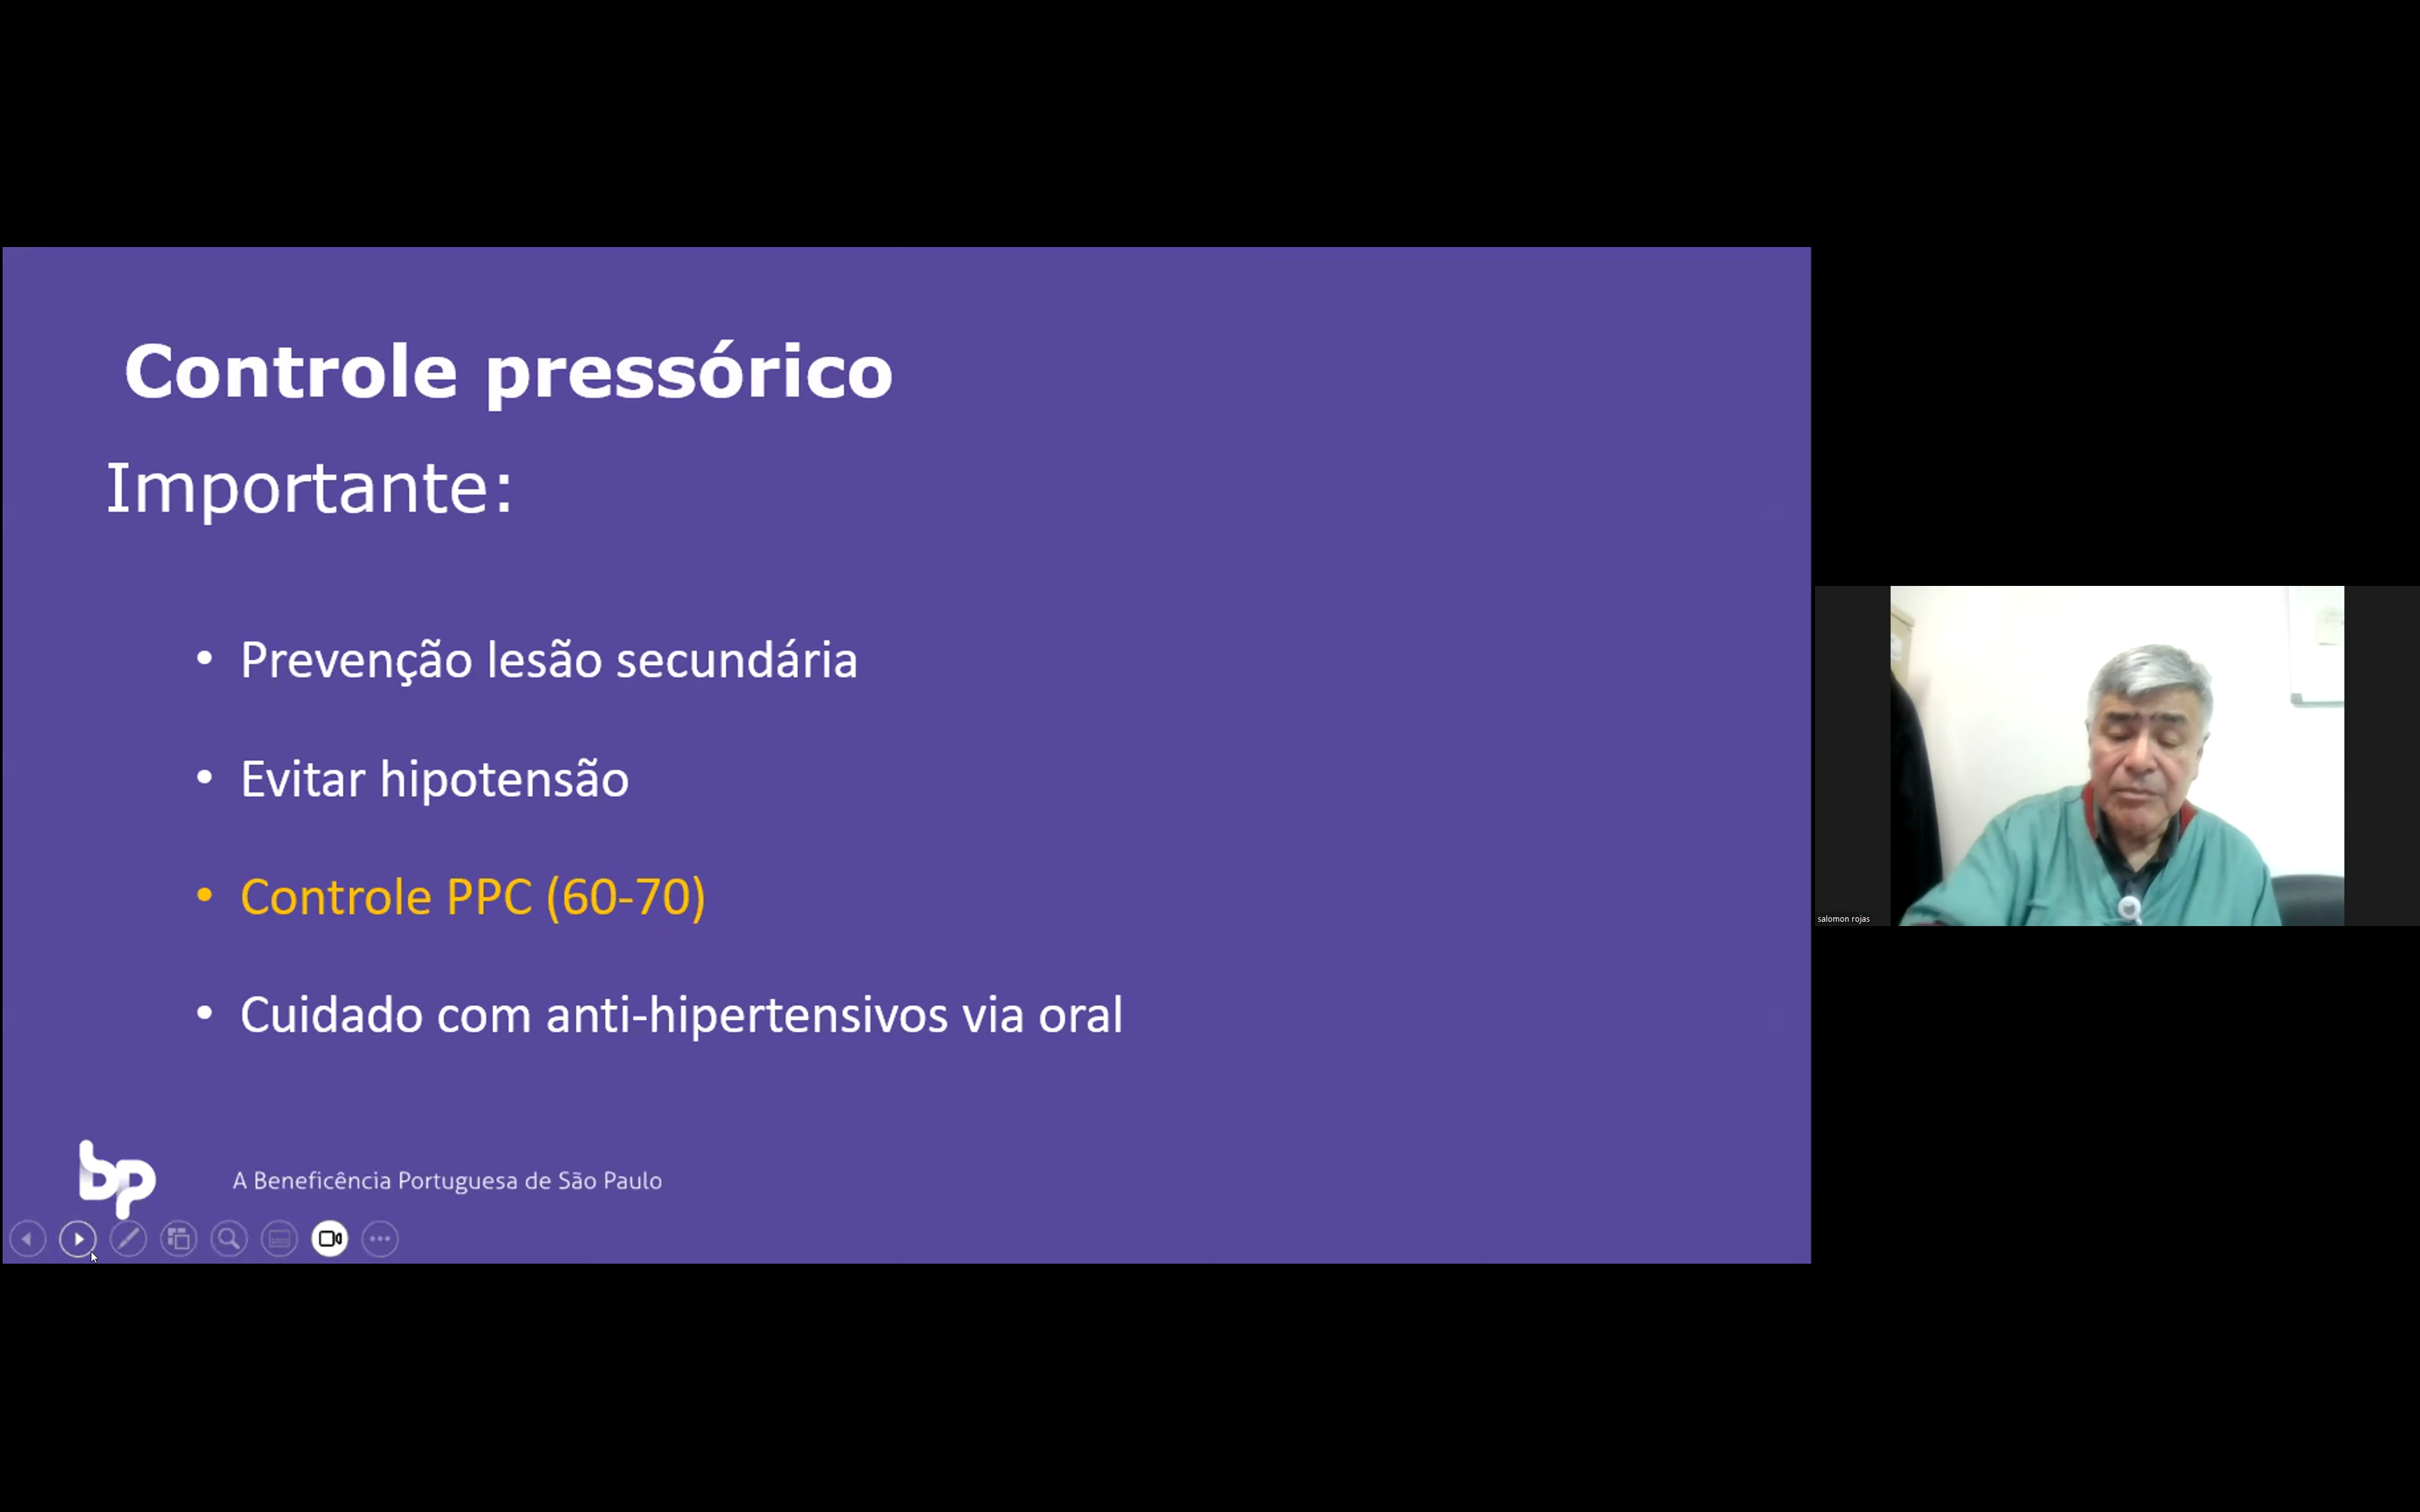 Controle pressórico
Importante:
• Prevenção lesão secundária
• Evitar hipotensão
• Controle PPC (60-70)
• Cuidado com anti-hipertensivos via oral
bp
A Beneficência Portuguesa de São Paulo
salomon rojas